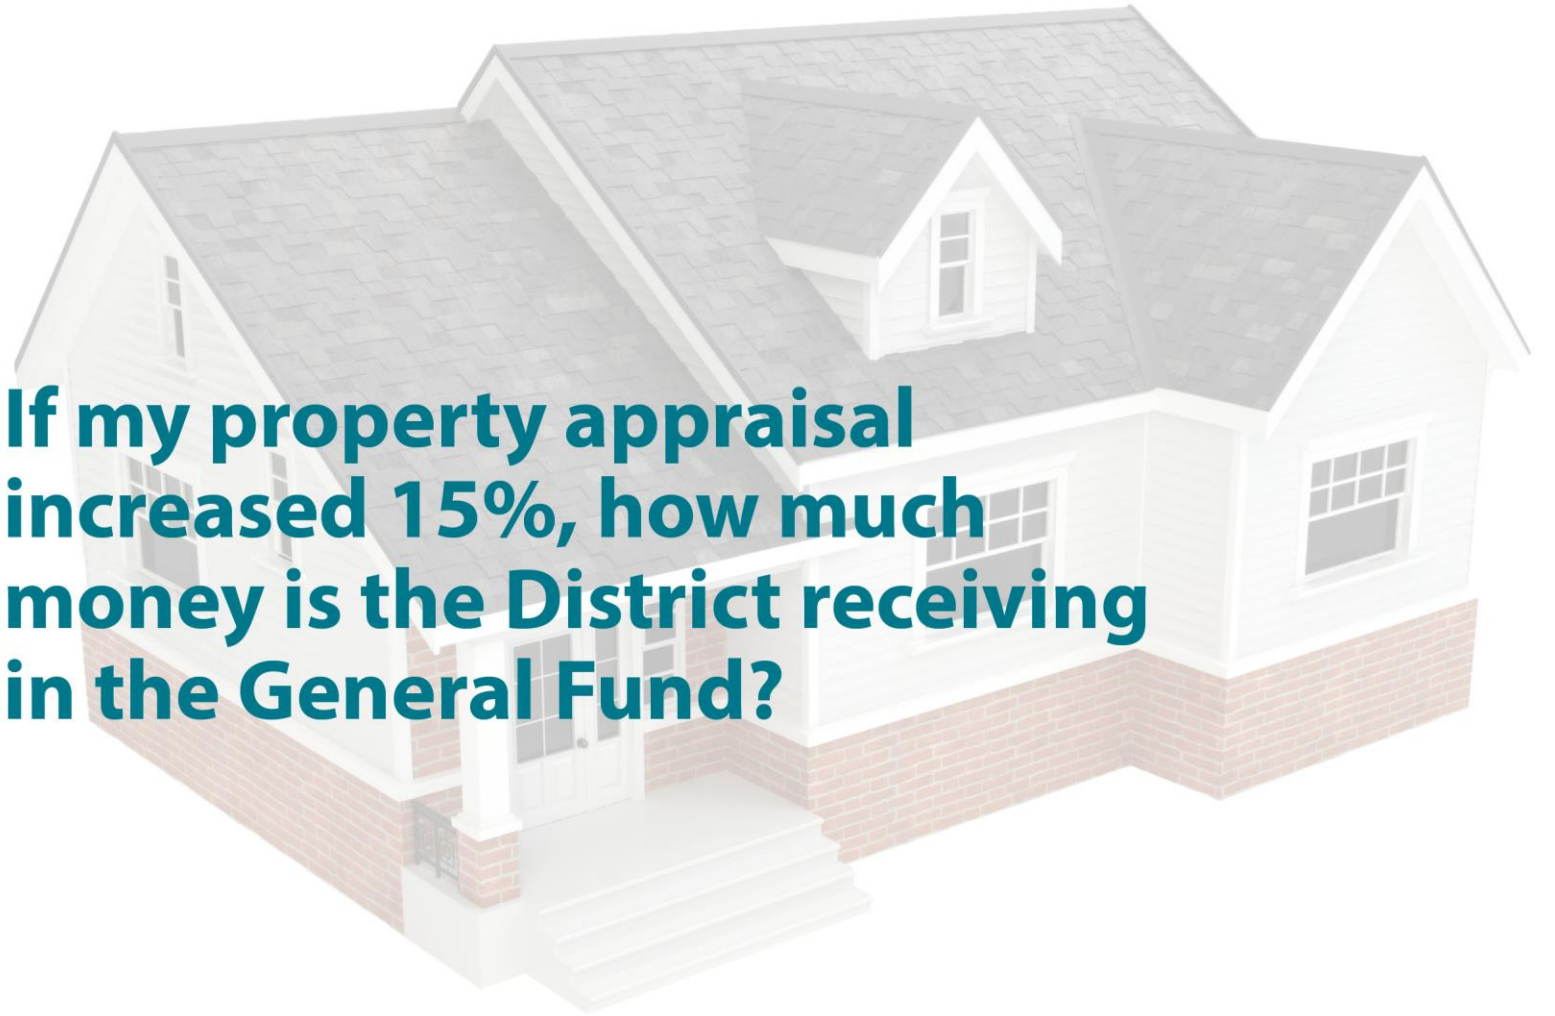 If my property appraisal
increased 15%, how much
money is the District receiving
in the General Fund?